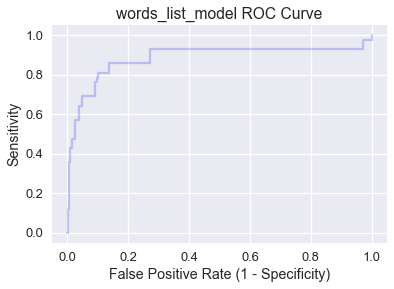 words_list_model ROC Curve
1.0
0.8
0.6
0.4
0.2
0.0
Sensitivity
0.0 0.2 0.4 0.6 0.8 1.0
False Positive Rate (1 - Specificity)